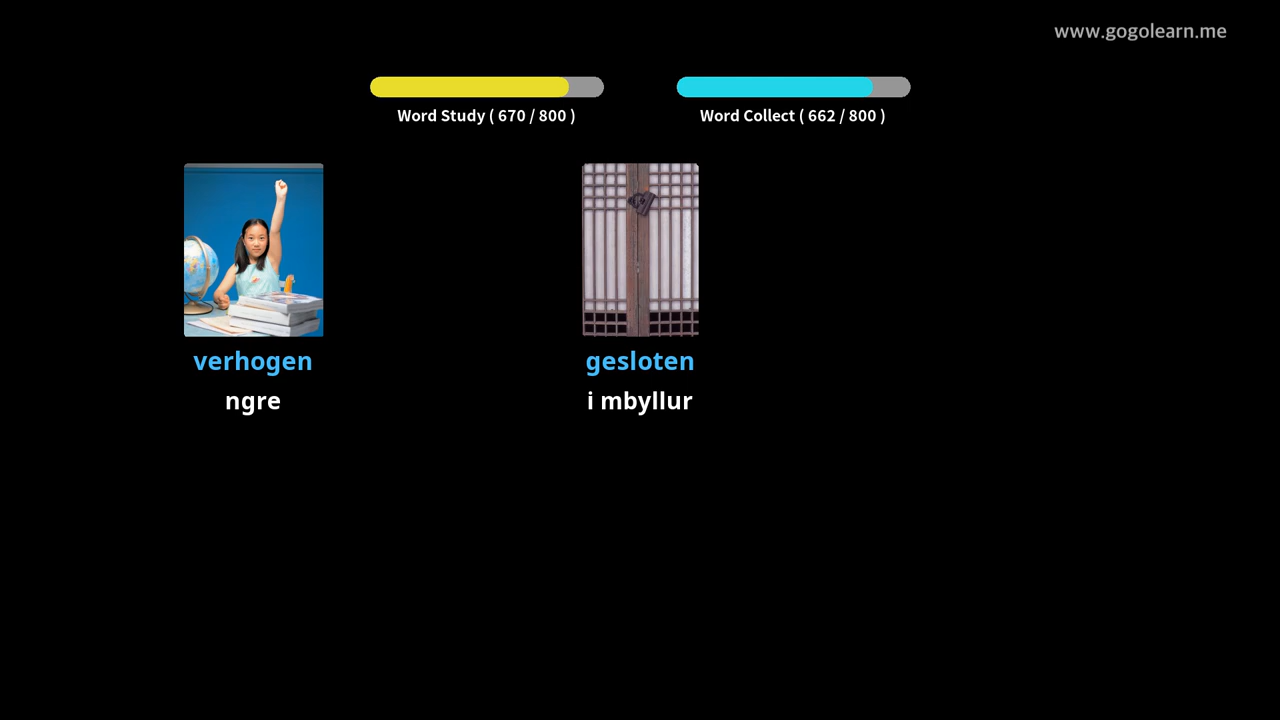 www.gogolearn.me
Word Study ( 670 / 800 )
Word Collect ( 662 / 800 )
verhogen
gesloten
ngre
i mbyllur